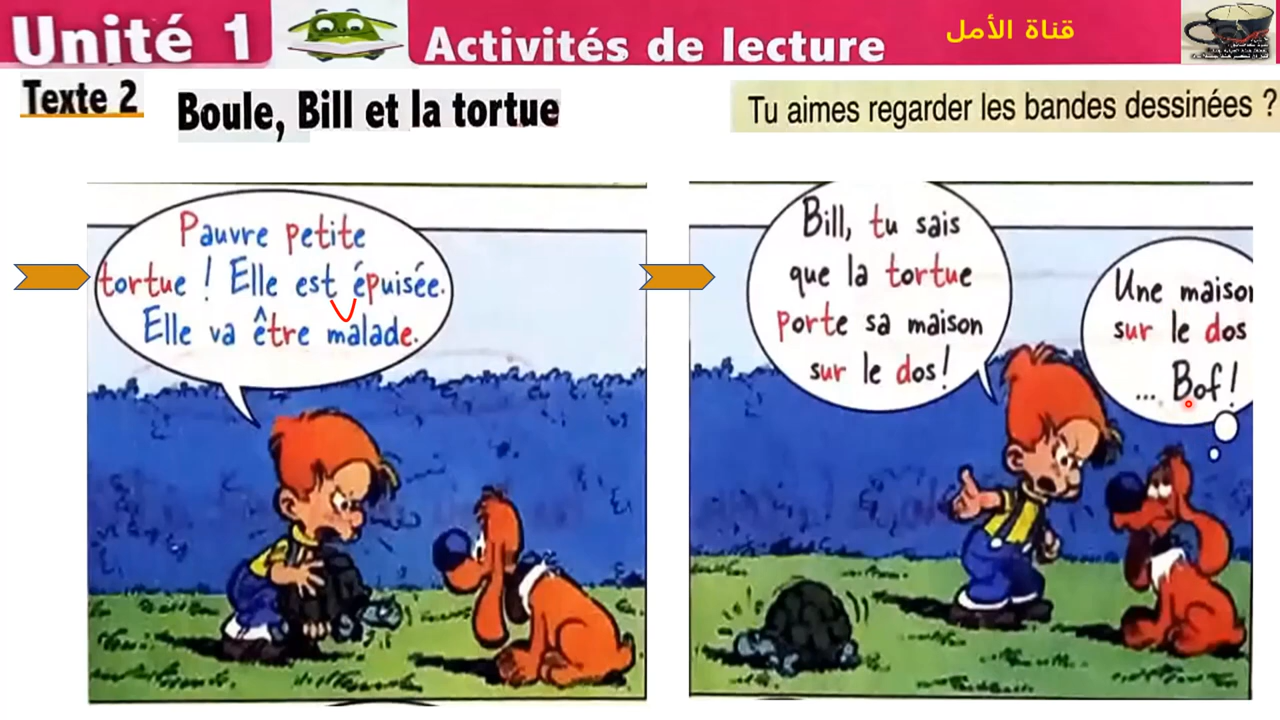 Unité 1
Activités de lecture
قناة الأمل
Texte 2
Boule, Bill et la tortue
Tu aimes regarder les bandes dessinées ?
Pauvre petite
tortue ! Elle est épuisée.
Elle va être malade.
Bill, tu sais
que la tortue
porte sa maison
sur le dos!
Une maison
sur le dos
... Bof!